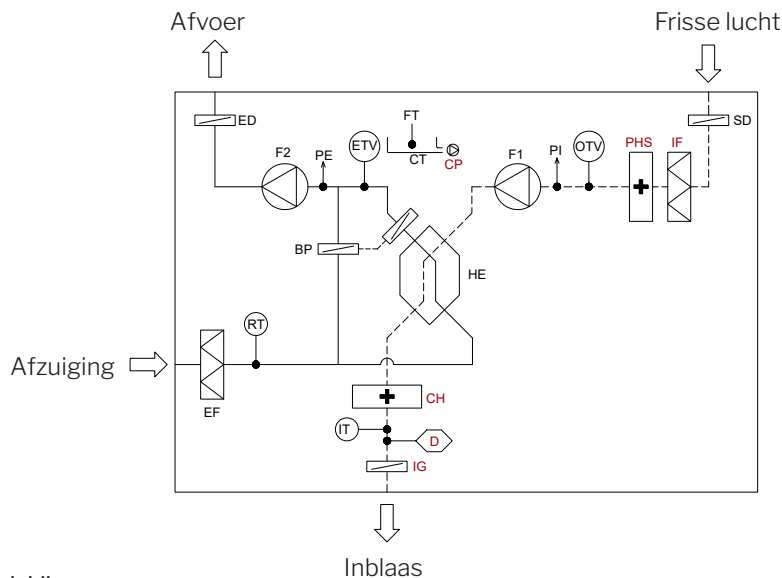 Afvoer
Frisse lucht
ED
FT
SD
F2
PE
ETV
CT
CP
F1
PI
OTV
PHS
IF
BP
HE
RT
Afzuiging
EF
CH
IT
D
IG
Inblaas